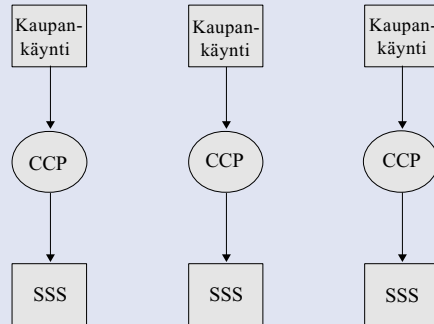 Kaupan-
käynti
Kaupan-
käynti
Kaupan-
käynti
CCP
CCP
CCP
SSS
SSS
SSS